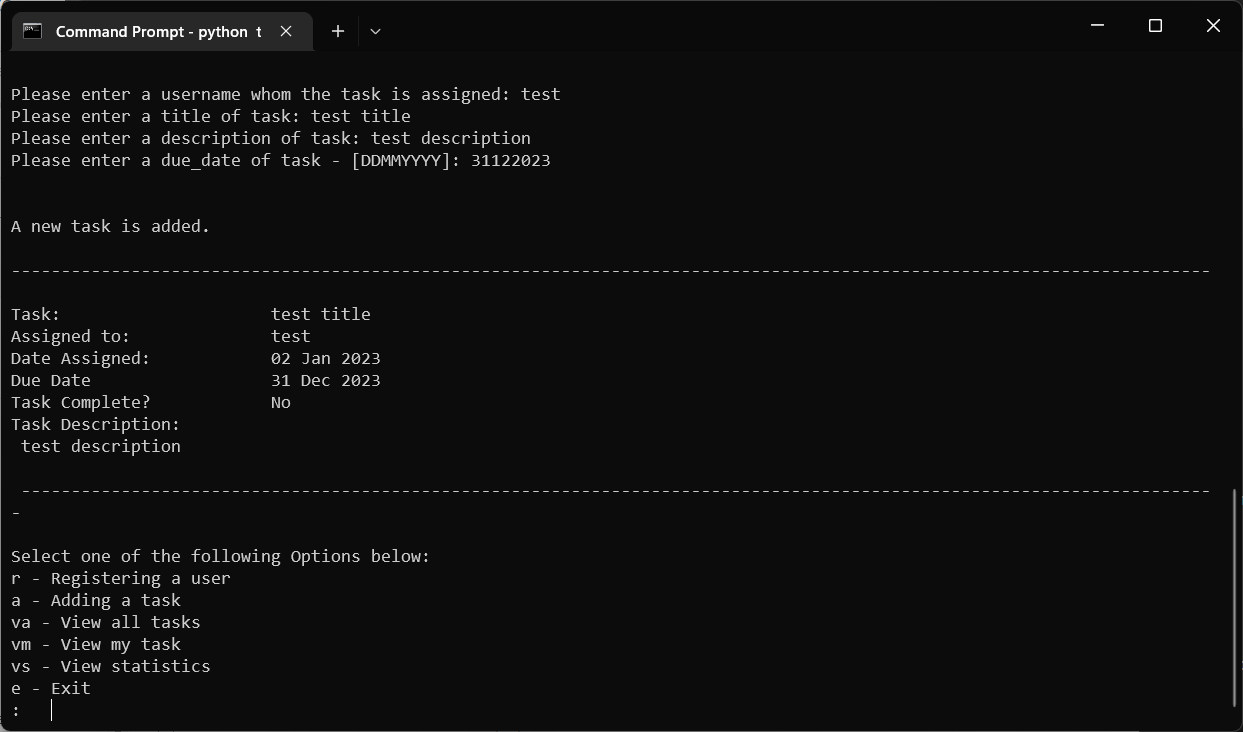 Command Prompt - python  t
Please enter a username whom the task is assigned: test
Please enter a title of task: test title
Please enter a description of task: test description
Please enter a due_date of task - [DDMMYYYY]: 31122023
A new task is added.
------------------------------------------------------------------------------------------------------------------------
Task:                     test title
Assigned to:              test
Date Assigned:            02 Jan 2023
Due Date                  31 Dec 2023
Task Complete?            No
Task Description:
 test description
 -----------------------------------------------------------------------------------------------------------------------
-
Select one of the following Options below:
r - Registering a user
a - Adding a task
va - View all tasks
vm - View my task
vs - View statistics
e - Exit
: